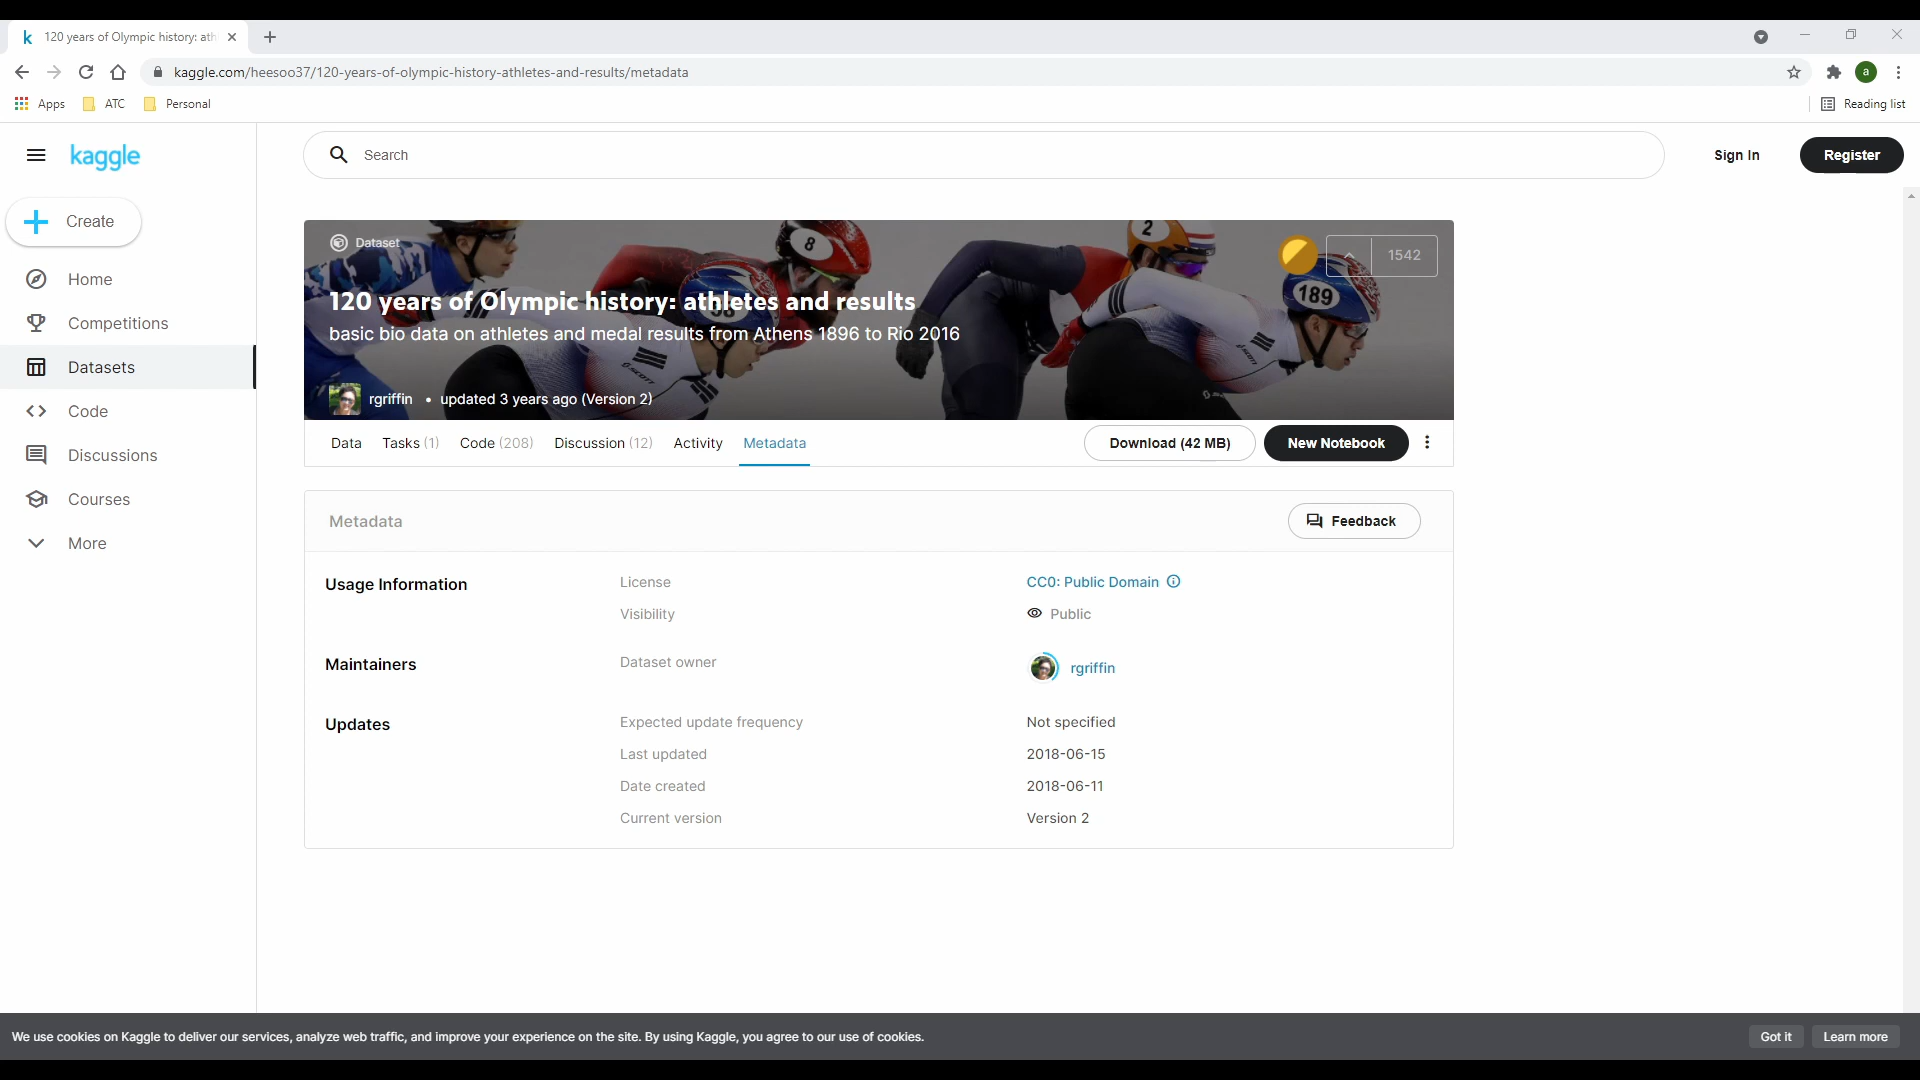 120 years of Olympic history: ath
kaggle.com/heesoo37/120-years-of-olympic-history-athletes-and-results/metadata
a
Apps
ATC
Personal
Reading list
kaggle
Search
Sign In
Register
Create
Home
Competitions
Datasets
Code
Discussions
Courses
More
Dataset
1542
120 years of Olympic history: athletes and results
basic bio data on athletes and medal results from Athens 1896 to Rio 2016
rgriffin • updated 3 years ago (Version 2)
8
2
189
Data Tasks (1) Code (208) Discussion (12) Activity Metadata
Download (42 MB)
New Notebook
Metadata
Feedback
Usage Information
License
CC0: Public Domain
Visibility
Public
Maintainers
Dataset owner
rgriffin
Updates
Expected update frequency
Not specified
Last updated
2018-06-15
Date created
2018-06-11
Current version
Version 2
We use cookies on Kaggle to deliver our services, analyze web traffic, and improve your experience on the site. By using Kaggle, you agree to our use of cookies.
Got it
Learn more